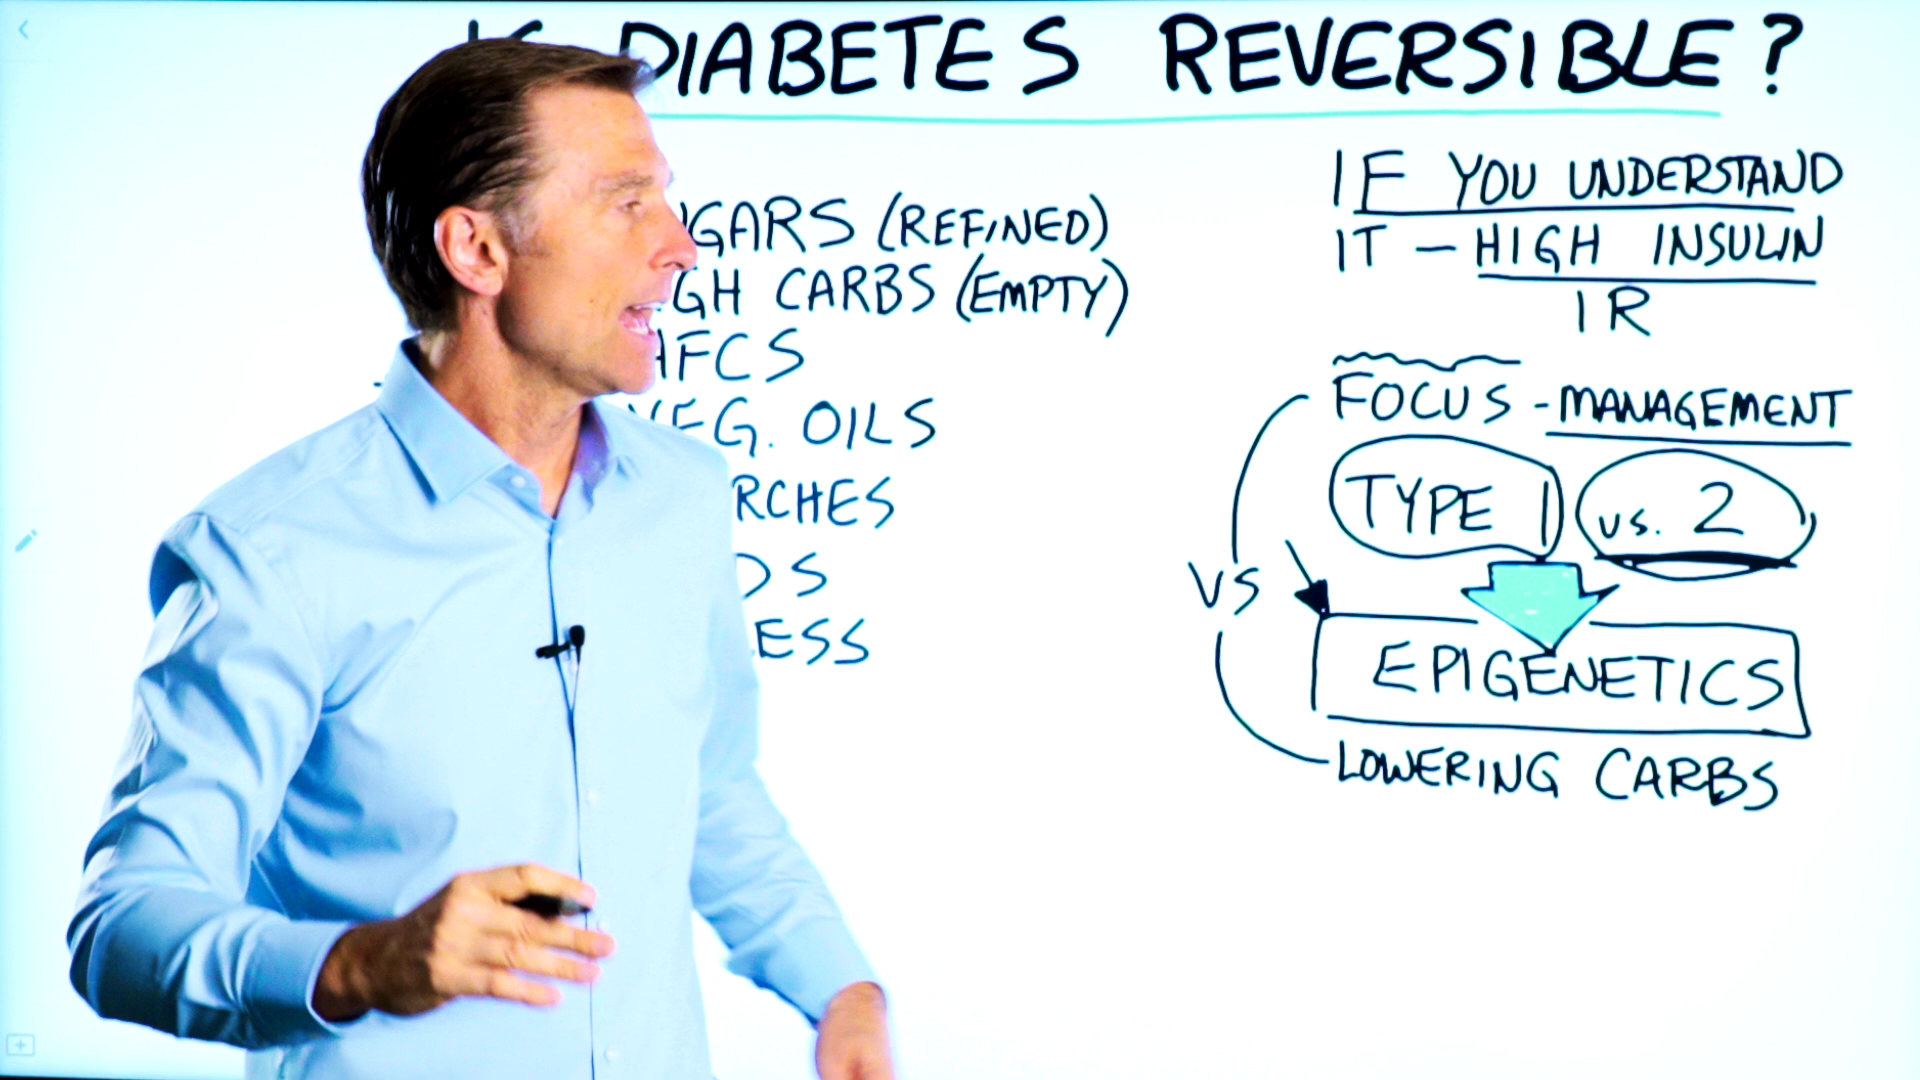 DIABETES REVERSIBLE?
GARS (REFINED)
GH CARBS (EMPTY)
FCS
G. OILS
RCHES
DS
ESS
IF YOU UNDERSTAND
IT – HIGH INSULIN
IR
FOCUS - MANAGEMENT
TYPE 1 vs. 2
VS
EPIGENETICS
LOWERING CARBS